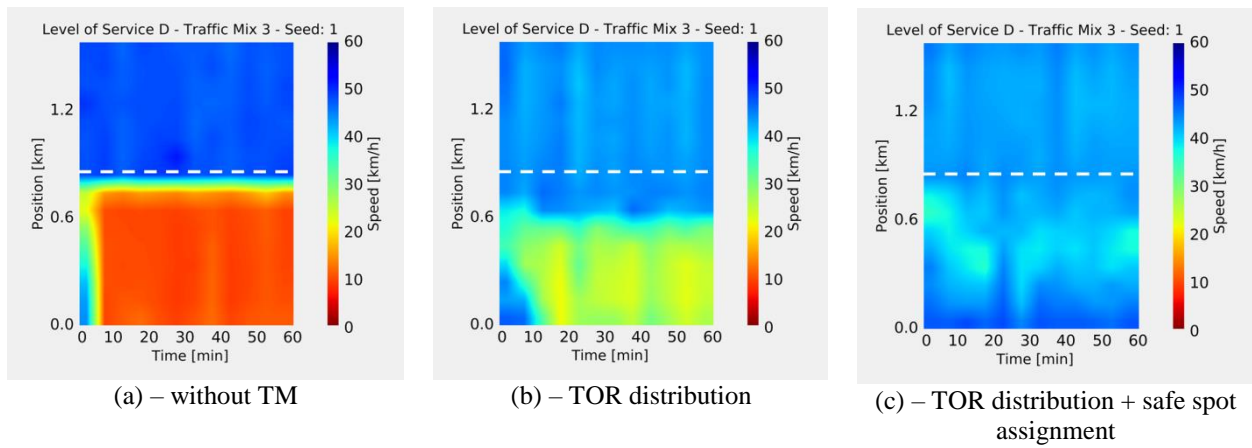 Level of Service D - Traffic Mix 3 - Seed: 1
Position [km]
1.2
0.6
0.0
0 10 20 30 40 50 60
Time [min]
60
50
40
30
20
10
0
Speed [km/h]
(a) – without TM
Level of Service D - Traffic Mix 3 - Seed: 1
Position [km]
1.2
0.6
0.0
0 10 20 30 40 50 60
Time [min]
60
50
40
30
20
10
0
Speed [km/h]
(b) – TOR distribution
Level of Service D - Traffic Mix 3 - Seed: 1
Position [km]
1.2
0.6
0.0
0 10 20 30 40 50 60
Time [min]
60
50
40
30
20
10
0
Speed [km/h]
(c) – TOR distribution + safe spot
assignment